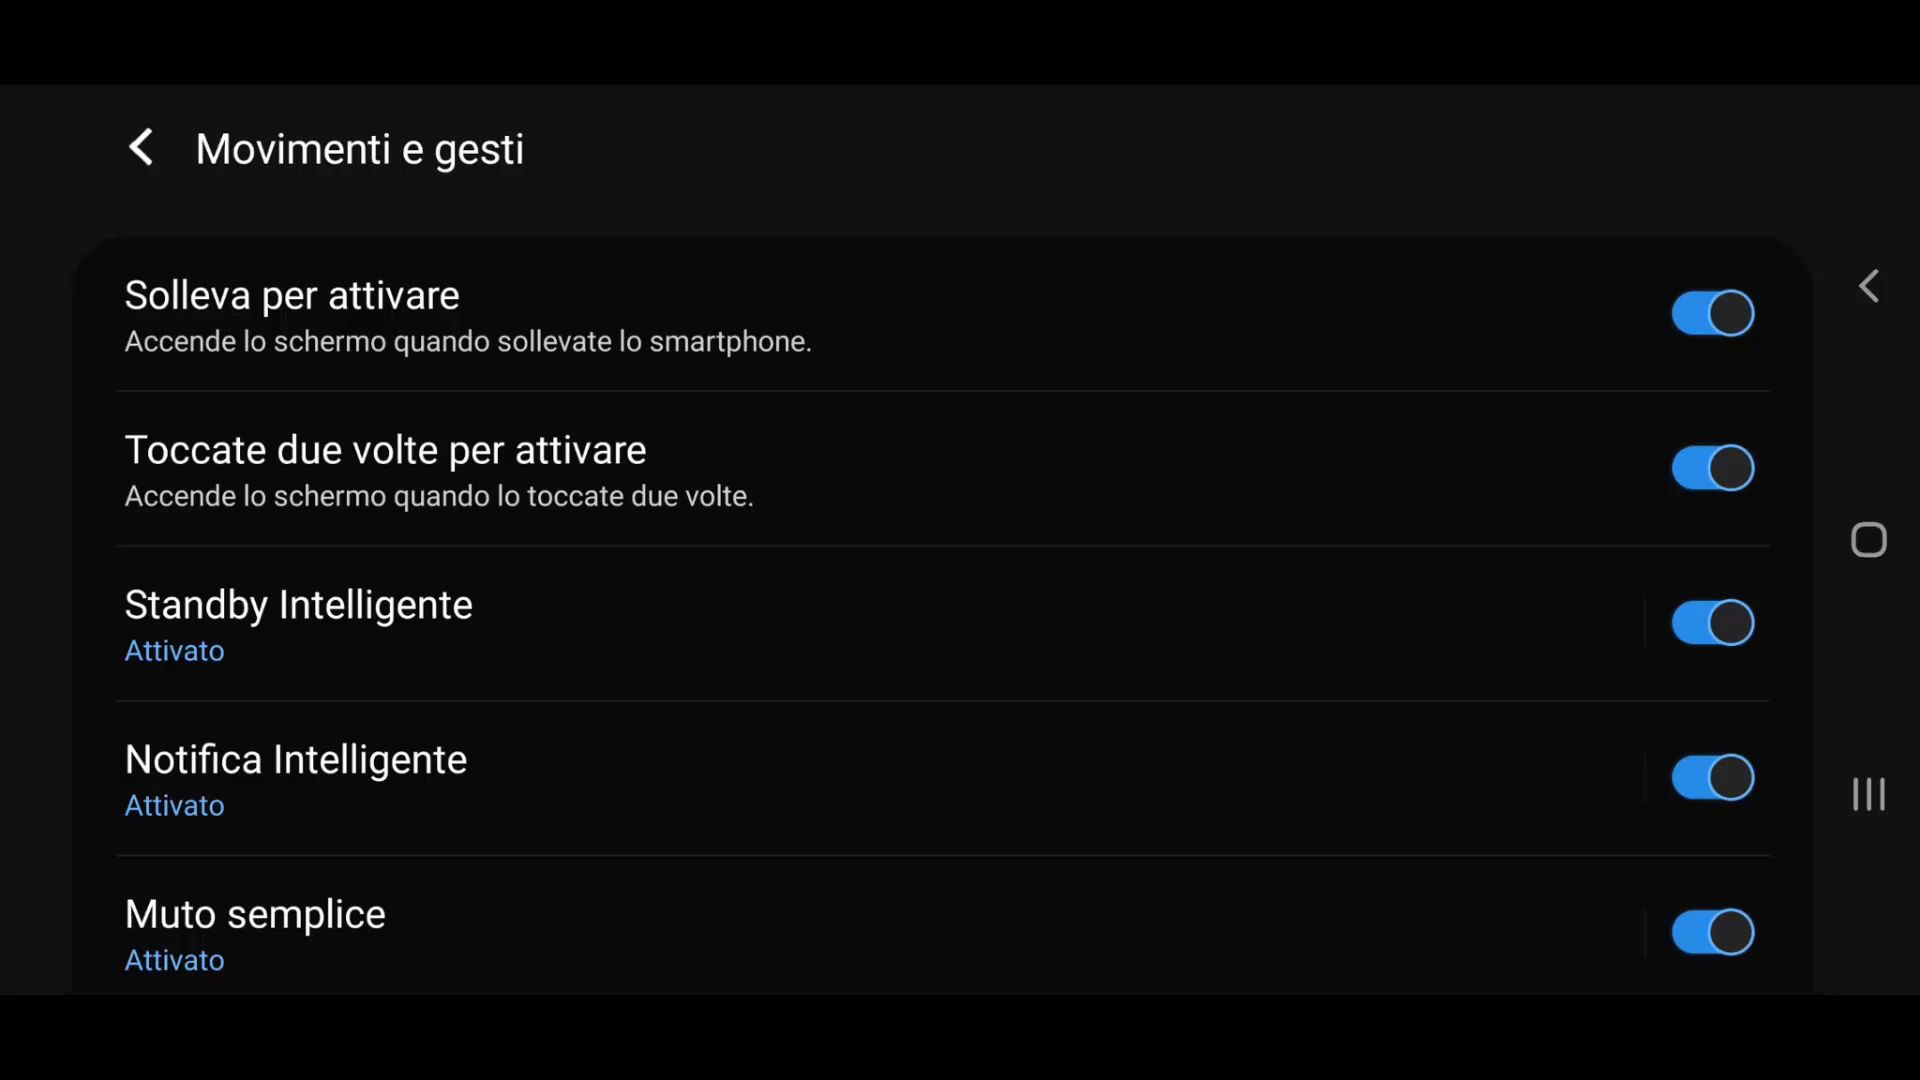 Movimenti e gesti
Solleva per attivare
Accende lo schermo quando sollevate lo smartphone.
Toccate due volte per attivare
Accende lo schermo quando lo toccate due volte.
Standby Intelligente
Attivato
Notifica Intelligente
Attivato
Muto semplice
Attivato